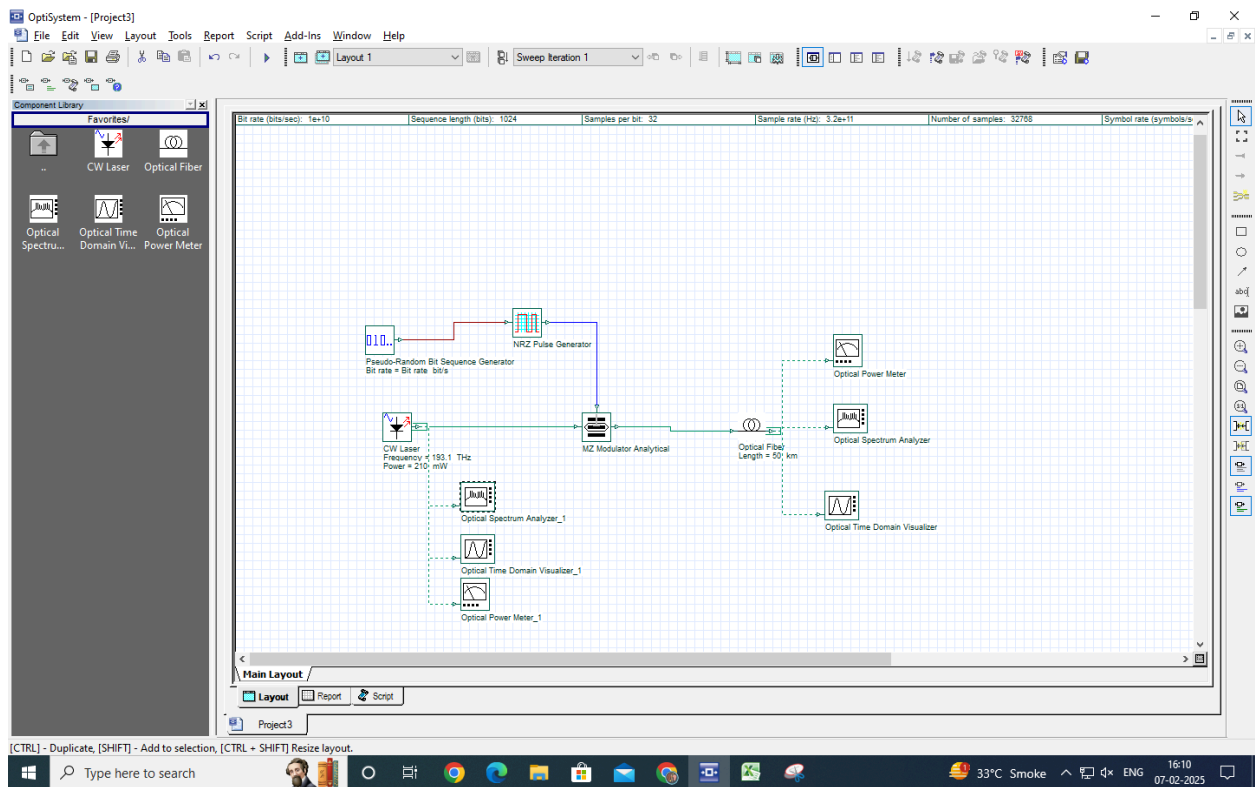 OptiSystem - [Project3]
File Edit View Layout Tools Report Script Add-Ins Window Help
Layout 1
Sweep Iteration 1
Component Library
Favorites/
..
CW Laser
Optical Fiber
Optical Spectru...
Optical Time Domain Vi...
Optical Power Meter
Bit rate (bits/sec): 1e+10
Sequence length (bits): 1024
Samples per bit: 32
Sample rate (Hz): 3.2e+11
Number of samples: 32768
Symbol rate (symbols/s
010..
Pseudo-Random Bit Sequence Generator
Bit rate = Bit rate bit/s
NRZ Pulse Generator
CW Laser
Frequency = 193.1 THz
Power = 210 mW
MZ Modulator Analytical
Optical Fiber
Length = 50 km
Optical Power Meter
Optical Spectrum Analyzer
Optical Time Domain Visualizer
Optical Spectrum Analyzer_1
Optical Time Domain Visualizer_1
Optical Power Meter_1
Main Layout
Layout
Report
Script
Project3
[CTRL] - Duplicate, [SHIFT] - Add to selection, [CTRL + SHIFT] Resize layout.
Type here to search
33°C Smoke
ENG
16:10
07-02-2025